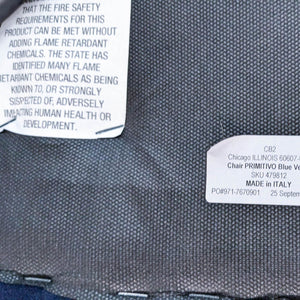 THAT THE FIRE SAFETY
REQUIREMENTS FOR THIS
PRODUCT CAN BE MET WITHOUT
ADDING FLAME RETARDANT
CHEMICALS. THE STATE HAS
IDENTIFIED MANY FLAME
RETARDANT CHEMICALS AS BEING
KNOWN TO, OR STRONGLY
SUSPECTED OF, ADVERSELY
IMPACTING HUMAN HEALTH OR
DEVELOPMENT.
CB2
Chicago ILLINOIS 60607-
Chair PRIMITIVO Blue Ve
SKU 479812
MADE IN ITALY
PO#971-7670901 25 Septem